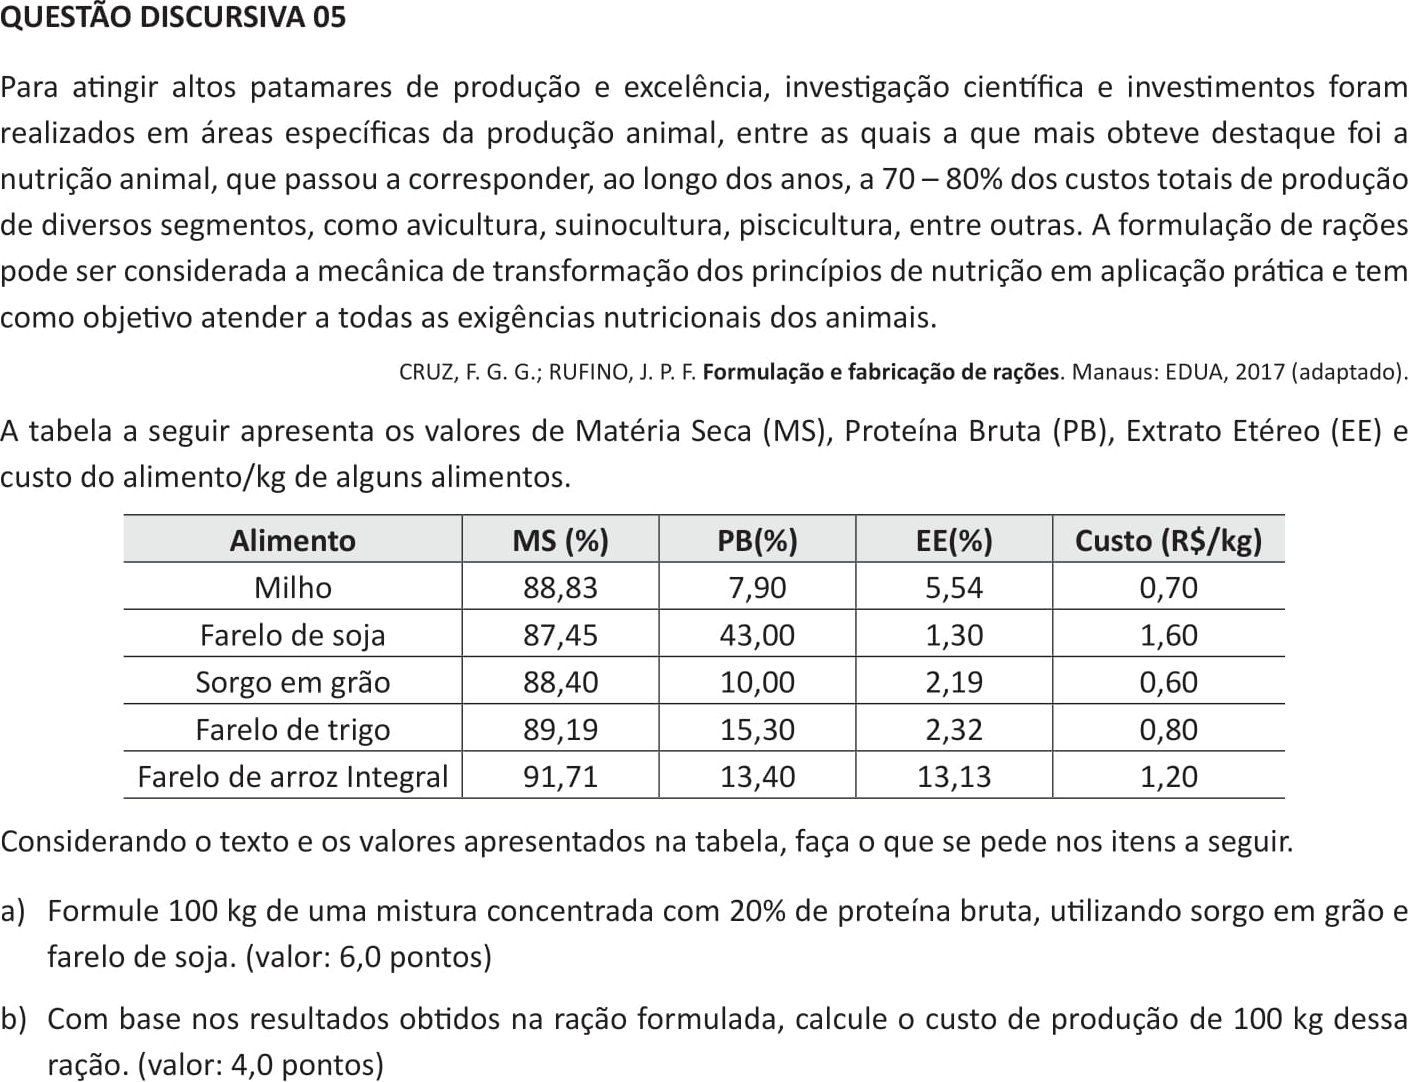 QUESTÃO DISCURSIVA 05
Para atingir altos patamares de produção e excelência, investigação científica e investimentos foram
realizados em áreas específicas da produção animal, entre as quais a que mais obteve destaque foi a
nutrição animal, que passou a corresponder, ao longo dos anos, a 70 – 80% dos custos totais de produção
de diversos segmentos, como avicultura, suinocultura, piscicultura, entre outras. A formulação de rações
pode ser considerada a mecânica de transformação dos princípios de nutrição em aplicação prática e tem
como objetivo atender a todas as exigências nutricionais dos animais.
CRUZ, F. G. G.; RUFINO, J. P. F. Formulação e fabricação de rações. Manaus: EDUA, 2017 (adaptado).
A tabela a seguir apresenta os valores de Matéria Seca (MS), Proteína Bruta (PB), Extrato Etéreo (EE) e
custo do alimento/kg de alguns alimentos.
Alimento MS (%) PB(%) EE(%) Custo (R$/kg)
Milho 88,83 7,90 5,54 0,70
Farelo de soja 87,45 43,00 1,30 1,60
Sorgo em grão 88,40 10,00 2,19 0,60
Farelo de trigo 89,19 15,30 2,32 0,80
Farelo de arroz Integral 91,71 13,40 13,13 1,20
Considerando o texto e os valores apresentados na tabela, faça o que se pede nos itens a seguir.
a) Formule 100 kg de uma mistura concentrada com 20% de proteína bruta, utilizando sorgo em grão e
farelo de soja. (valor: 6,0 pontos)
b) Com base nos resultados obtidos na ração formulada, calcule o custo de produção de 100 kg dessa
ração. (valor: 4,0 pontos)